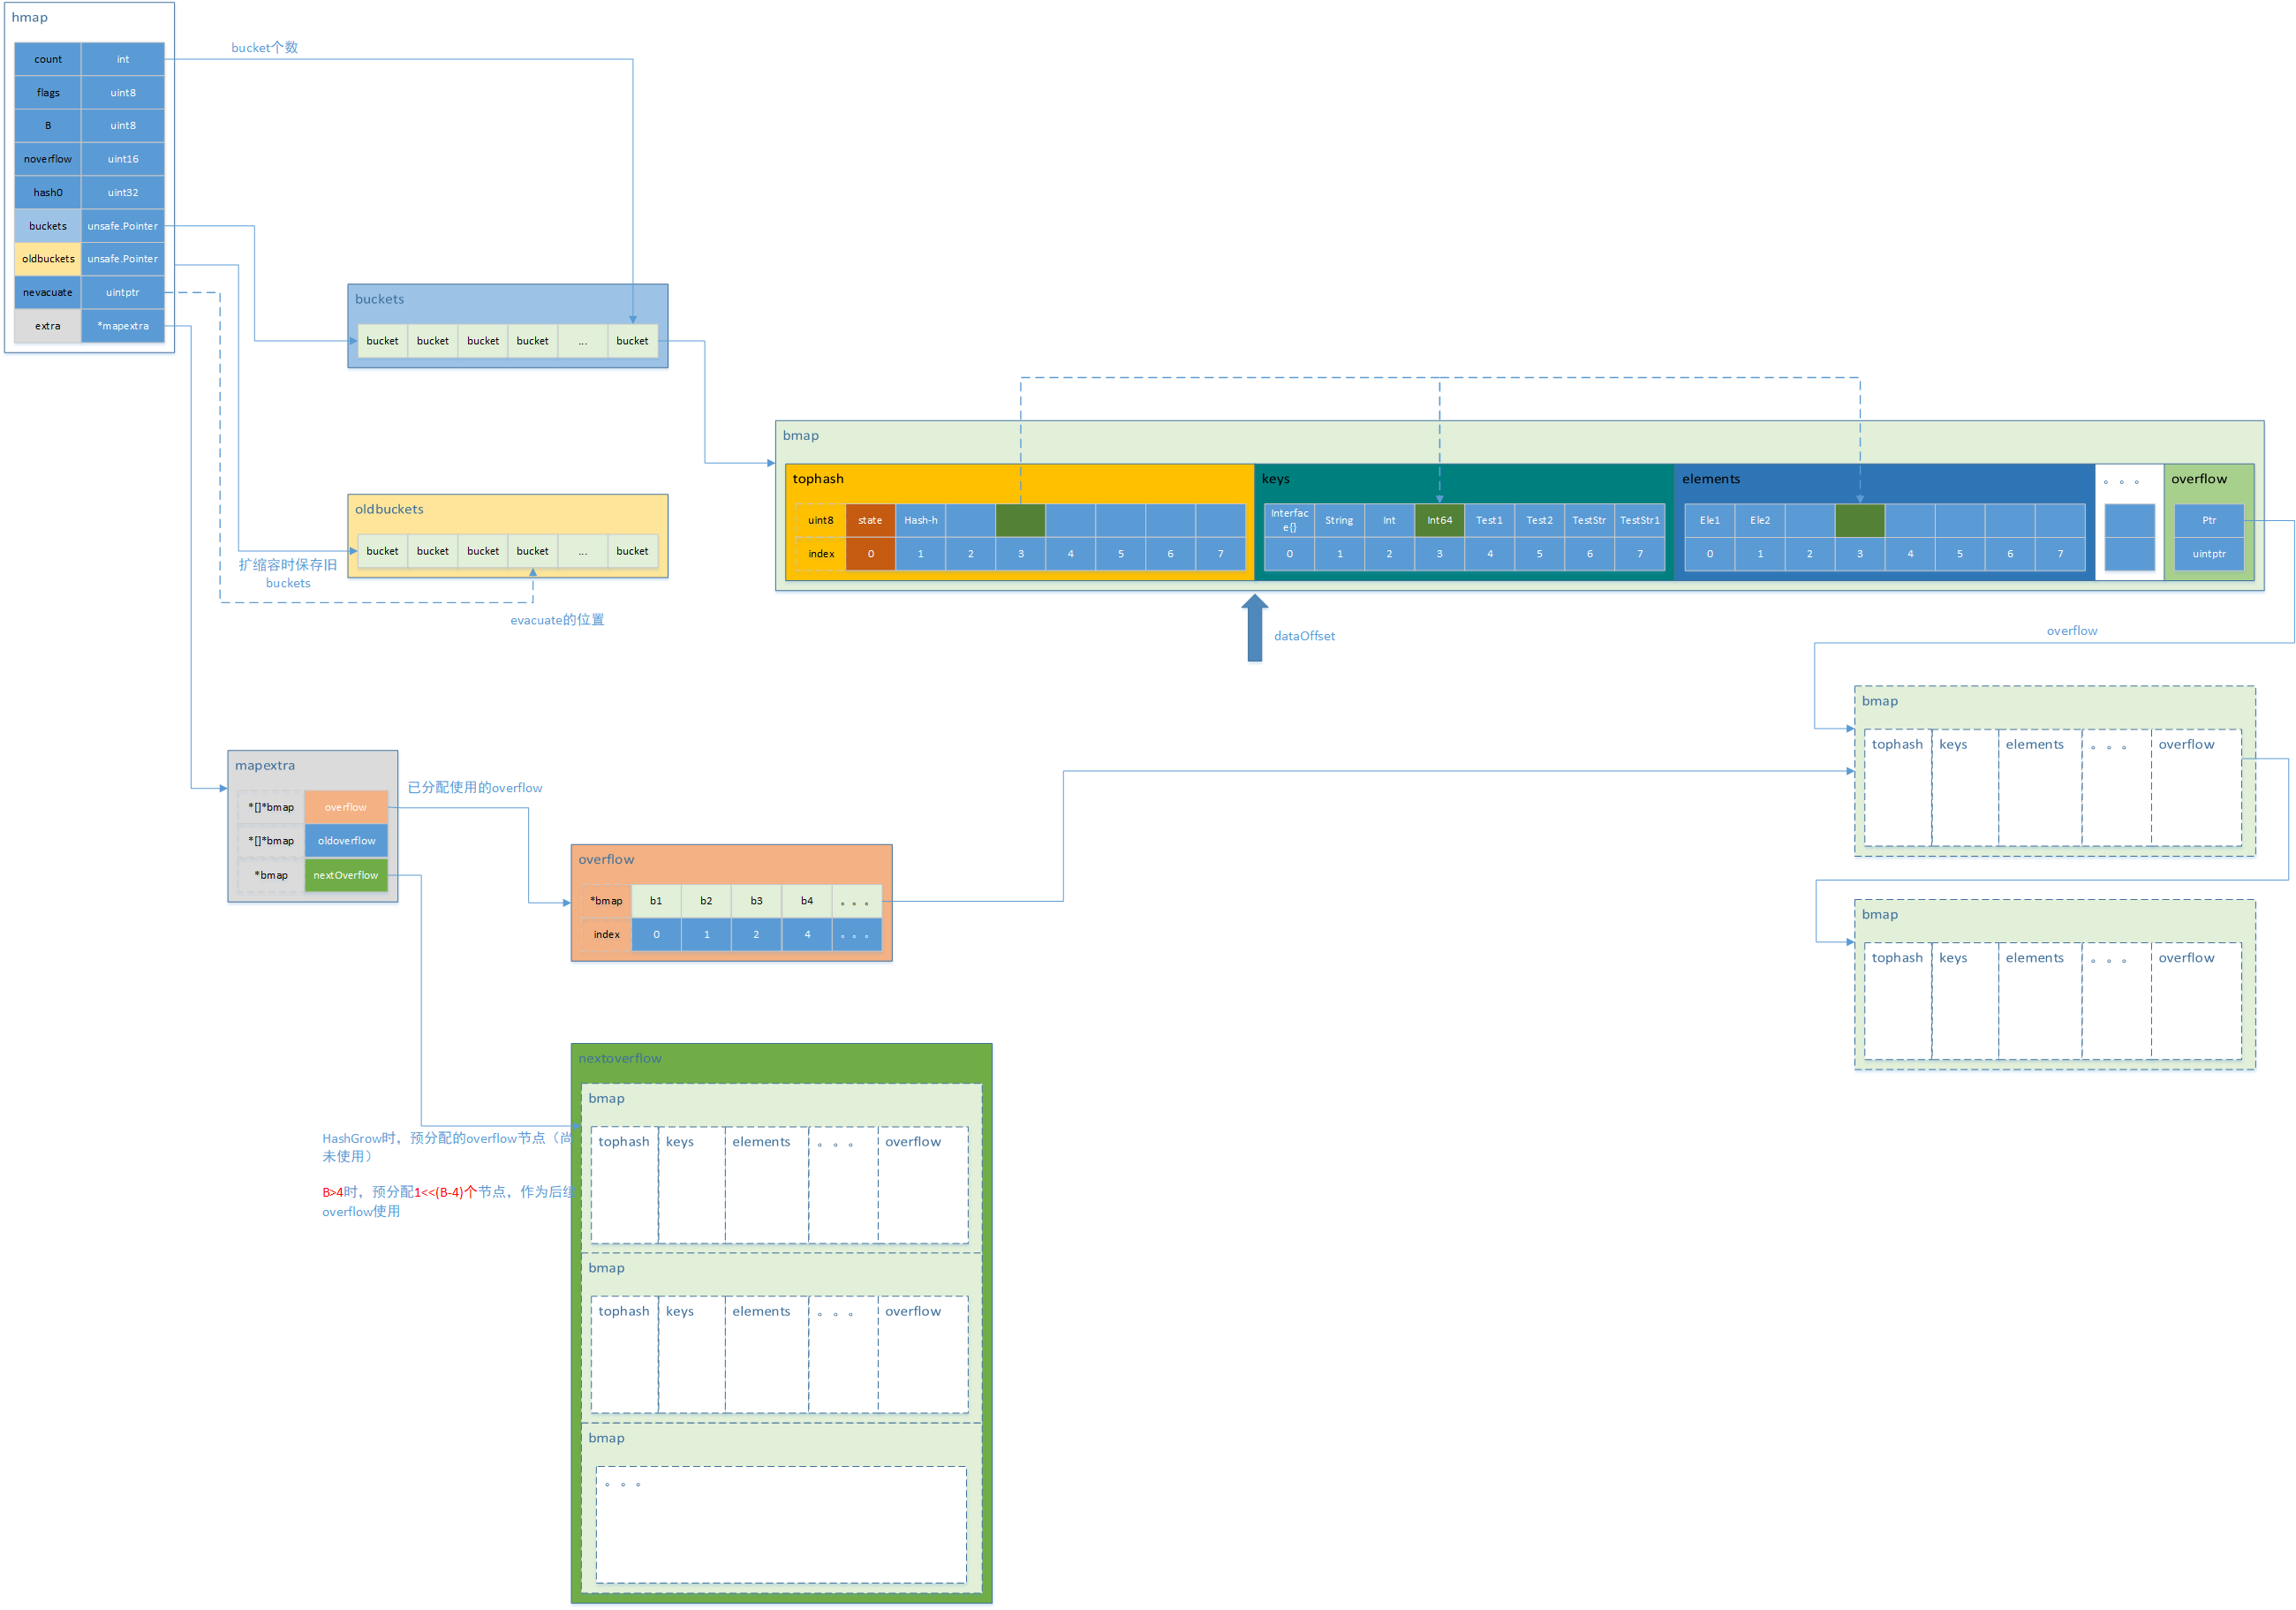 hmap
count int
flags uint8
B uint8
noverflow uint16
hash0 uint32
buckets unsafe.Pointer
oldbuckets unsafe.Pointer
nevacuate uintptr
extra *mapextra
bucket个数
buckets
bucket bucket bucket bucket ... bucket
oldbuckets
bucket bucket bucket bucket ... bucket
扩缩容时保存旧
buckets
evacuate的位置
bmap
tophash
uint8 state Hash-h
index 0 1 2 3 4 5 6 7
keys
Interfac
e{} String Int Int64 Test1 Test2 TestStr TestStr1
0 1 2 3 4 5 6 7
elements
Ele1 Ele2
0 1 2 3 4 5 6 7
。。。
overflow
Ptr
uintptr
dataOffset
overflow
bmap
tophash keys elements 。。。 overflow
bmap
tophash keys elements 。。。 overflow
mapextra
*[]*bmap overflow
*[]*bmap oldoverflow
*bmap nextOverflow
已分配使用的overflow
overflow
*bmap b1 b2 b3 b4 。。。
index 0 1 2 4 。。。
HashGrow时，预分配的overflow节点（尚
未使用）
B>4时，预分配1<<(B-4)个节点，作为后续
overflow使用
nextoverflow
bmap
tophash keys elements 。。。 overflow
bmap
tophash keys elements 。。。 overflow
bmap
。。。